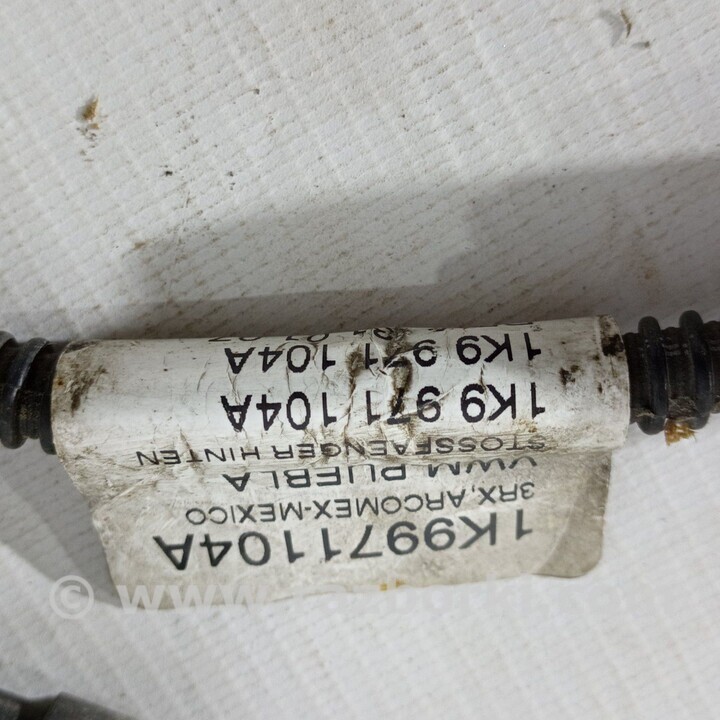 1K9971104A
3RX, ARCOMEX-MEXICO
VWM PUEBLA
STOSSFAENGER HINTEN
1K9 971 104A
1K9 971 104A
©